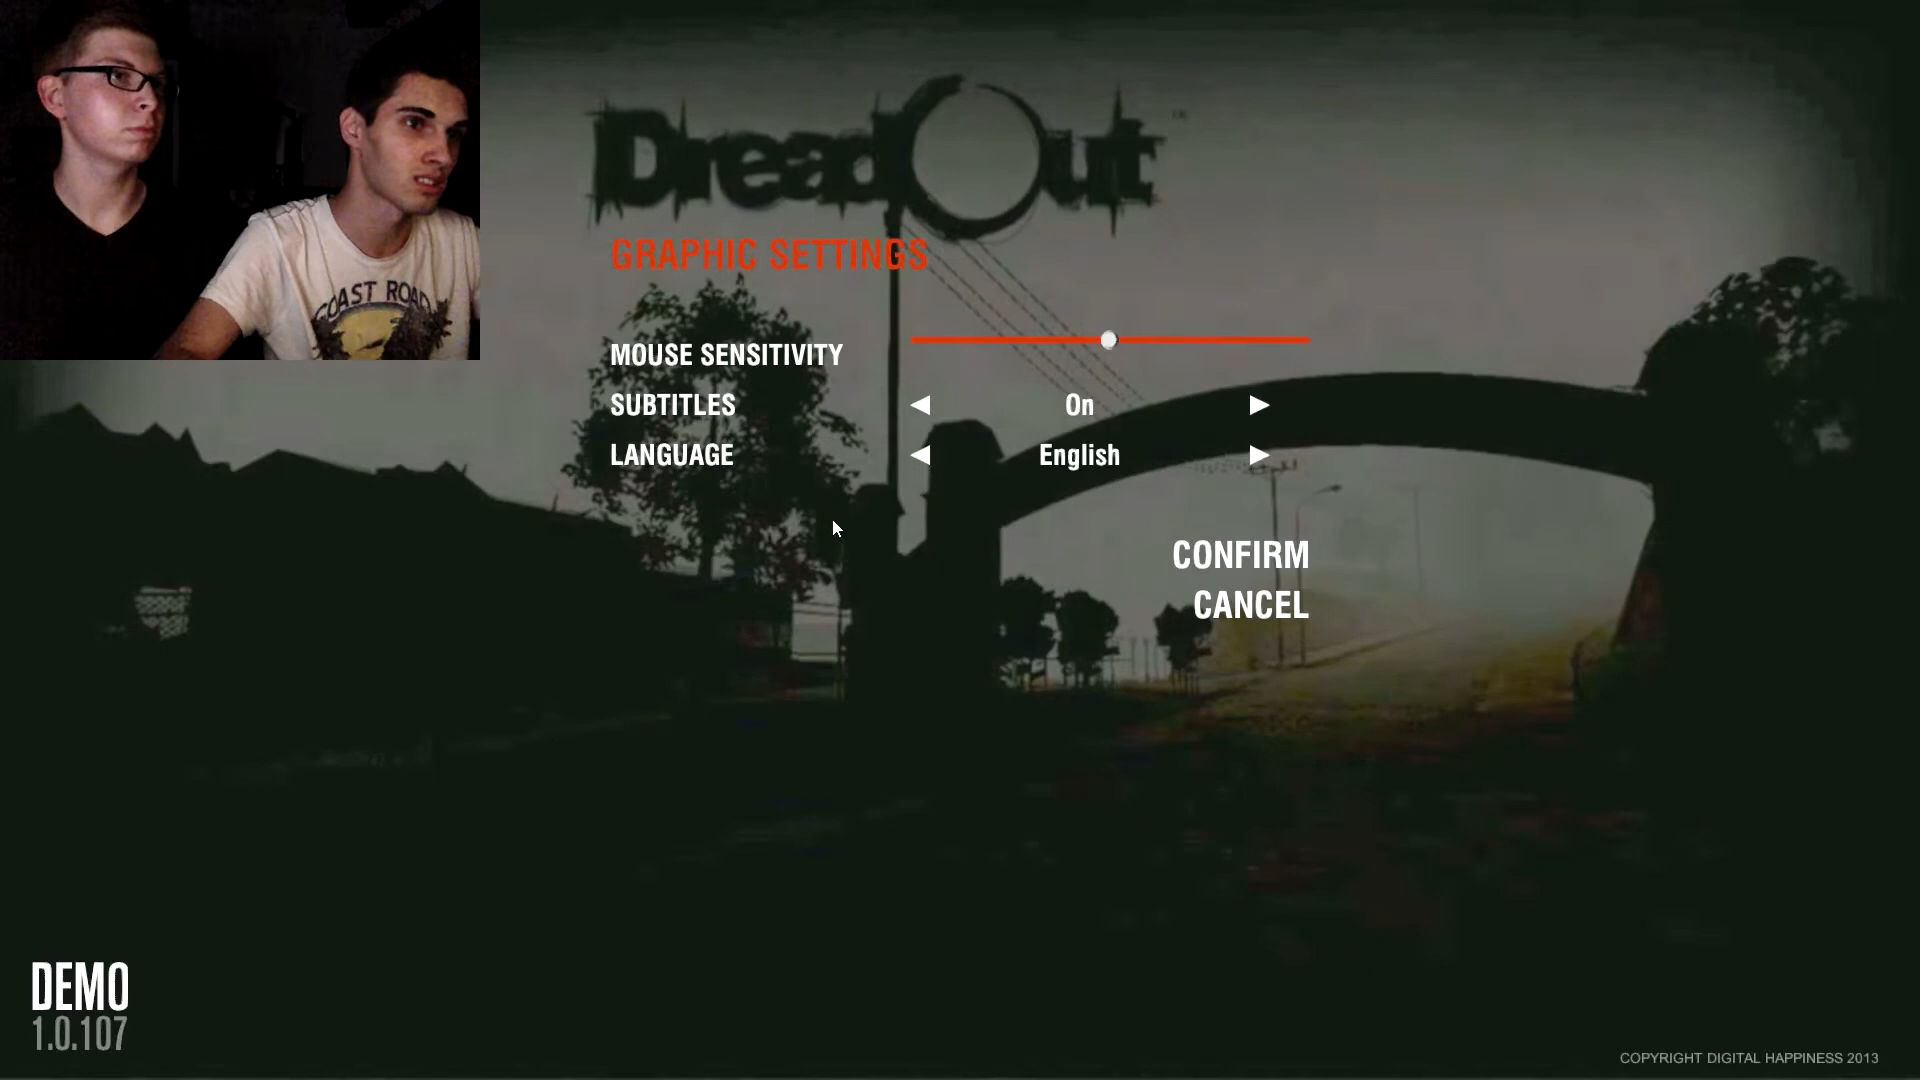 COAST ROAD
DreadOut
GRAPHIC SETTINGS
MOUSE SENSITIVITY
SUBTITLES
On
LANGUAGE
English
CONFIRM
CANCEL
DEMO
1.0.107
COPYRIGHT DIGITAL HAPPINESS 2013